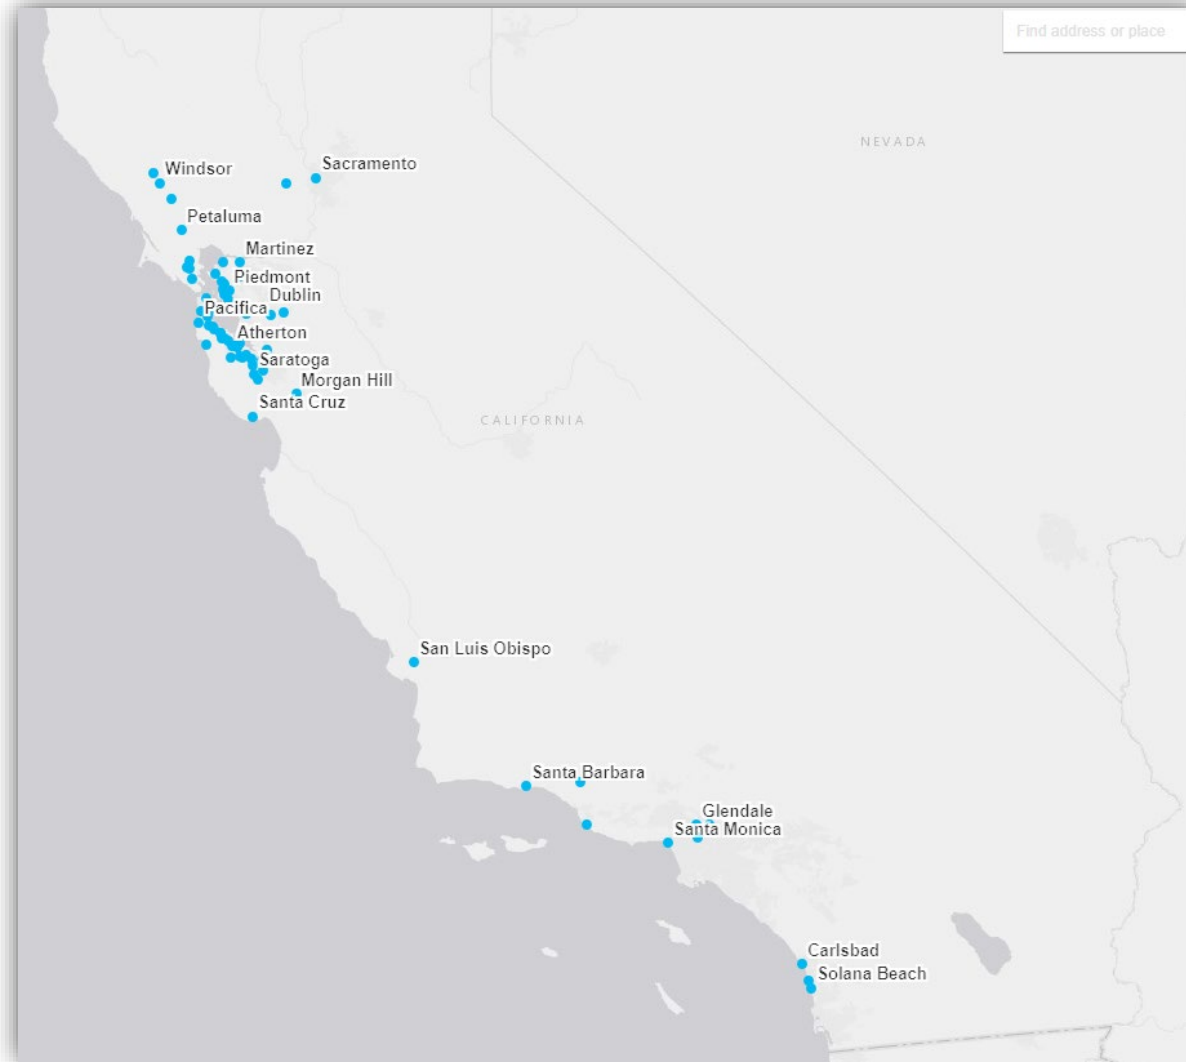 Find address or place
NEVADA
Sacramento
Windsor
Petaluma
Martinez
Piedmont
Dublin
Pacifica
Atherton
Saratoga
Morgan Hill
Santa Cruz
CALIFORNIA
San Luis Obispo
Santa Barbara
Glendale
Santa Monica
Carlsbad
Solana Beach